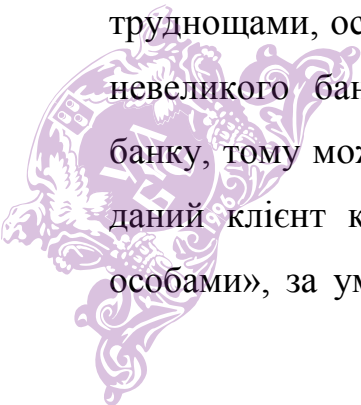 труднощами, ос
невеликого бан
банку, тому мож
даний клієнт к
особами», за ум